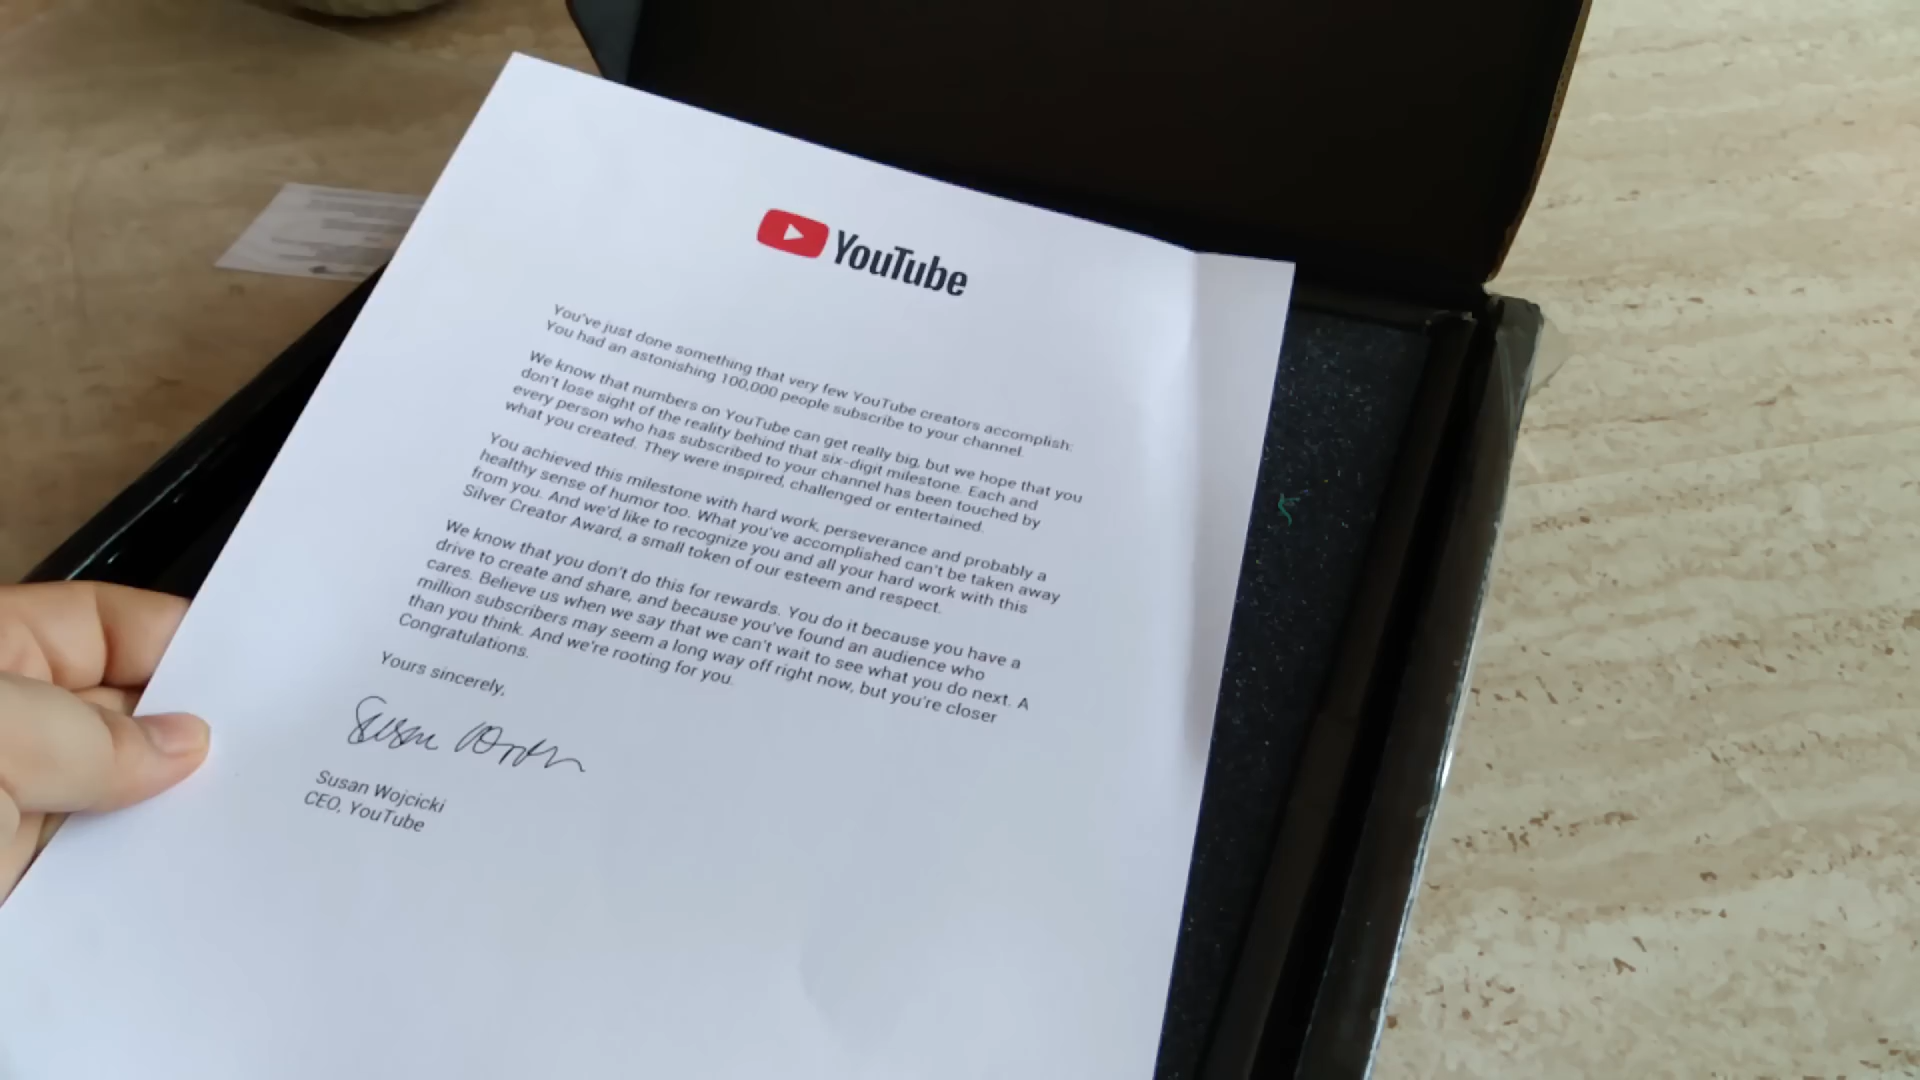 YouTube
You've just done something that very few YouTube creators accomplish:
You had an astonishing 100,000 people subscribe to your channel.
We know that numbers on YouTube can get really big, but we hope that you
don't lose sight of the reality behind that six-digit milestone. Each and
every person who has subscribed to your channel has been touched by
what you created. They were inspired, challenged or entertained.
You achieved this milestone with hard work, perseverance and probably a
healthy sense of humor too. What you've accomplished can't be taken away
from you. And we'd like to recognize you and all your hard work with this
Silver Creator Award, a small token of our esteem and respect.
We know that you don't do this for rewards. You do it because you have a
drive to create and share, and because you've found an audience who
cares. Believe us when we say that we can't wait to see what you do next. A
million subscribers may seem a long way off right now, but you're closer
than you think. And we're rooting for you.
Congratulations.
Yours sincerely,
Susan Wojcicki
CEO, YouTube